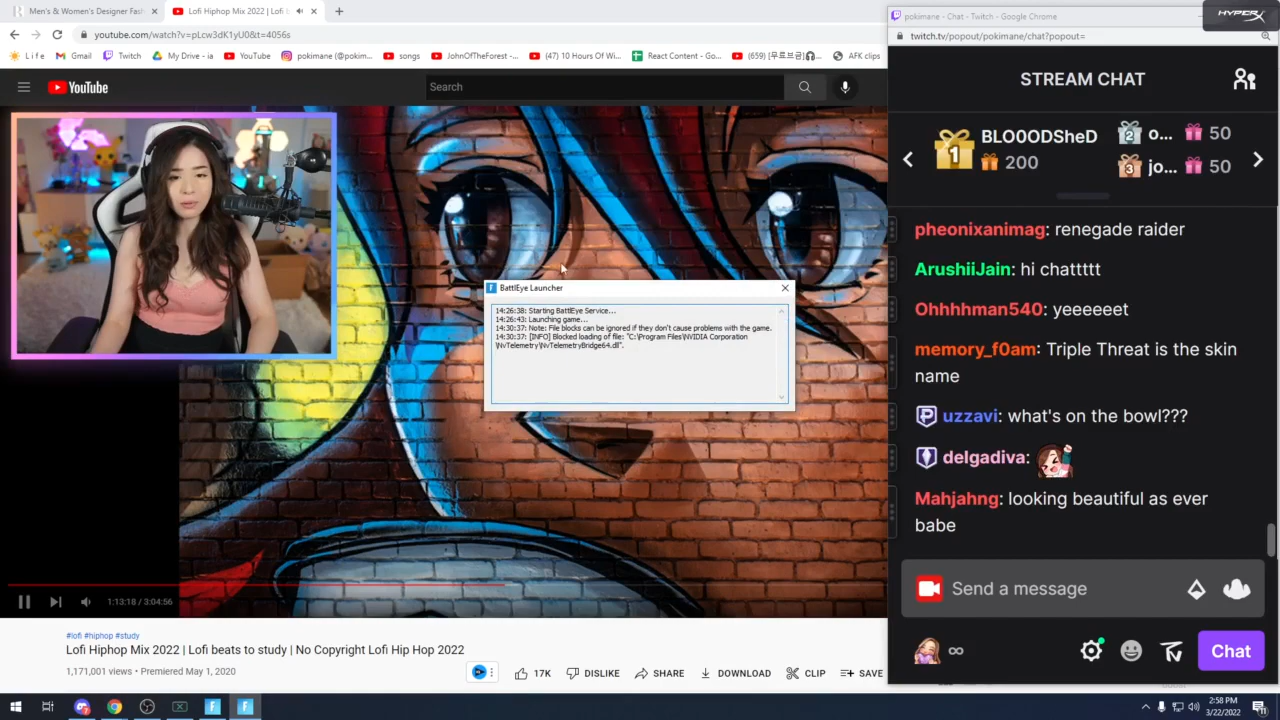 Men's & Women's Designer Fash
Lofi Hiphop Mix 2022 | Lofi b
pokimane - Chat - Twitch - Google Chrome
HYPERX
youtube.com/watch?v=pLcw3dK1yU0&t=4056s
twitch.tv/popout/pokimane/chat?popout=
L i f e
Gmail
Twitch
My Drive - ia
YouTube
pokimane (@pokim...
songs
JohnOfTheForest -...
(47) 10 Hours Of Wi...
React Content - Go...
AFK clips
YouTube
Search
STREAM CHAT
1
BLO0ODSheD
200
2 o... 50
3 jo... 50
pheonixanimag: renegade raider
ArushiiJain: hi chattttt
Ohhhhman540: yeeeeeet
memory_f0am: Triple Threat is the skin
name
uzzavi: what's on the bowl???
delgadiva:
Mahjahng: looking beautiful as ever
babe
Send a message
∞
Chat
BattlEye Launcher
14:26:38: Starting BattlEye Service...
14:26:43: Launching game...
14:30:37: Note: File blocks can be ignored if they don't cause problems with the game.
14:30:37: [INFO] Blocked loading of file: "C:\Program Files\NVIDIA Corporation
\NvTelemetry\NvTelemetryBridge64.dll".
1:13:18 / 3:04:56
#lofi #hiphop #study
Lofi Hiphop Mix 2022 | Lofi beats to study | No Copyright Lofi Hip Hop 2022
1,171,001 views • Premiered May 1, 2020
17K
DISLIKE
SHARE
DOWNLOAD
CLIP
SAVE
2:58 PM
3/22/2022